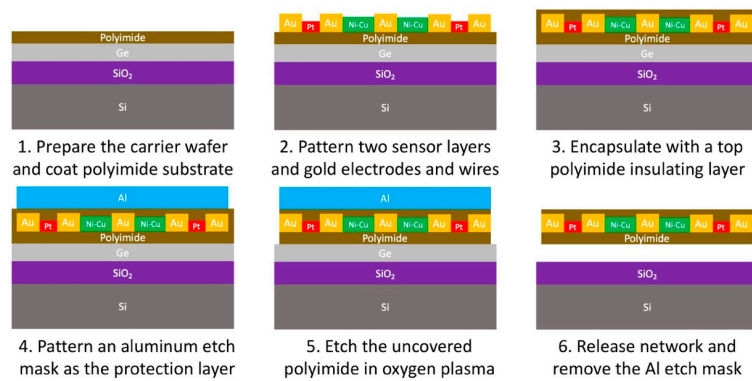 Polyimide
Ge
SiO₂
Si
1. Prepare the carrier wafer
and coat polyimide substrate
Au Pt Au Ni-Cu Au Ni-Cu Au Pt Au
Polyimide
Ge
SiO₂
Si
2. Pattern two sensor layers
and gold electrodes and wires
Au Pt Au Ni-Cu Au Ni-Cu Au Pt Au
Polyimide
Ge
SiO₂
Si
3. Encapsulate with a top
polyimide insulating layer
Al
Au Pt Au Ni-Cu Au Ni-Cu Au Pt Au
Polyimide
Ge
SiO₂
Si
4. Pattern an aluminum etch
mask as the protection layer
Al
Au Pt Au Ni-Cu Au Ni-Cu Au Pt Au
Polyimide
Ge
SiO₂
Si
5. Etch the uncovered
polyimide in oxygen plasma
Au Pt Au Ni-Cu Au Ni-Cu Au Pt Au
Polyimide
SiO₂
Si
6. Release network and
remove the Al etch mask